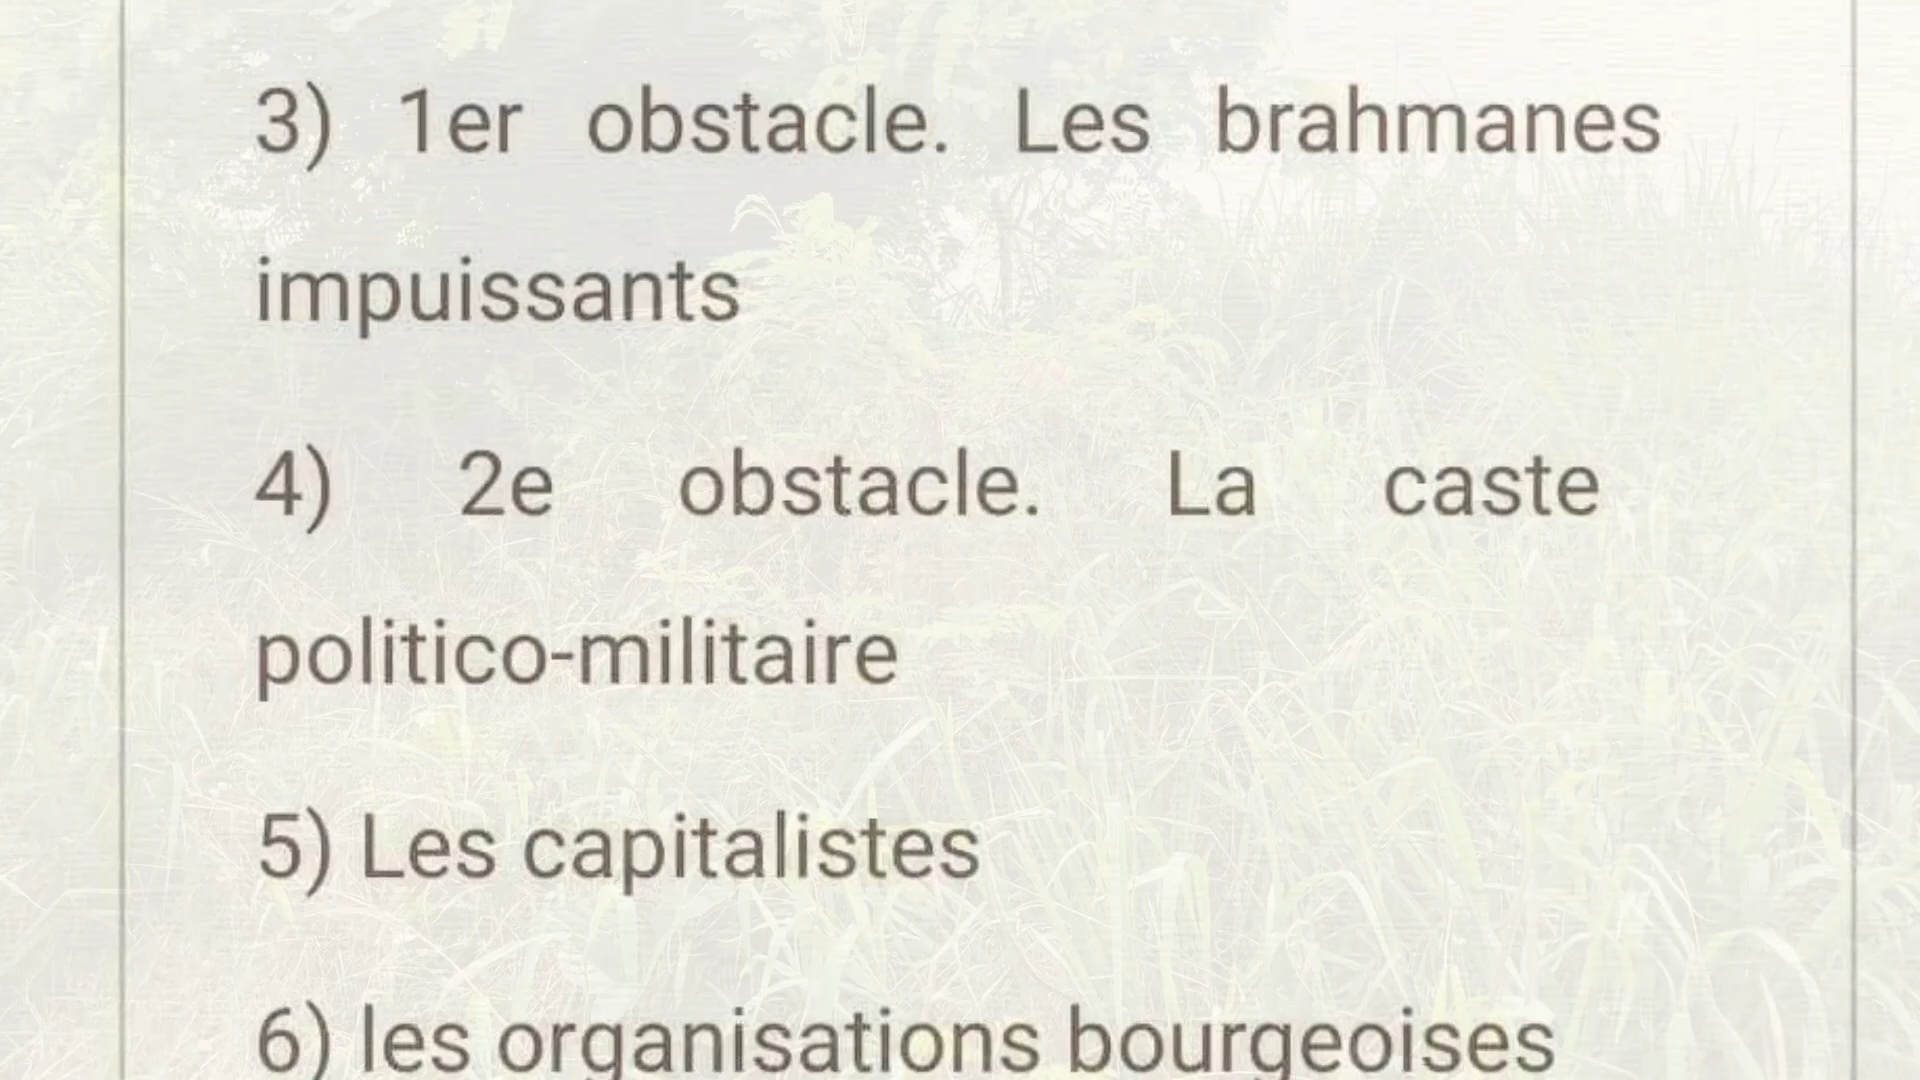 3) 1er obstacle. Les brahmanes
impuissants
4) 2e obstacle. La caste
politico-militaire
5) Les capitalistes
6) les organisations bourgeoises